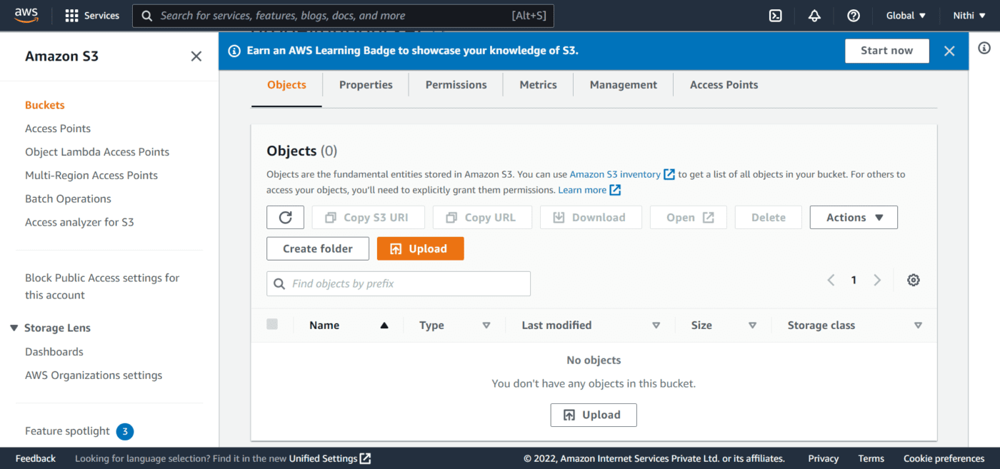 aws
Services
Search for services, features, blogs, docs, and more [Alt+S]
Global
Nithi
Amazon S3
Buckets
Access Points
Object Lambda Access Points
Multi-Region Access Points
Batch Operations
Access analyzer for S3
Block Public Access settings for
this account
Storage Lens
Dashboards
AWS Organizations settings
Feature spotlight 3
Earn an AWS Learning Badge to showcase your knowledge of S3.
Start now
Objects Properties Permissions Metrics Management Access Points
Objects (0)
Objects are the fundamental entities stored in Amazon S3. You can use Amazon S3 inventory to get a list of all objects in your bucket. For others to
access your objects, you'll need to explicitly grant them permissions. Learn more
Copy S3 URI Copy URL Download Open Delete Actions
Create folder Upload
Find objects by prefix
1
Name Type Last modified Size Storage class
No objects
You don't have any objects in this bucket.
Upload
Feedback Looking for language selection? Find it in the new Unified Settings © 2022, Amazon Internet Services Private Ltd. or its affiliates. Privacy Terms Cookie preferences